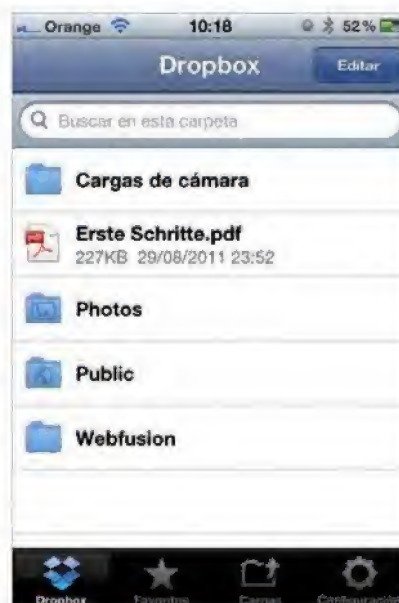 Orange 10:18 52%
Dropbox Editar
Buscar en esta carpeta
Cargas de cámara
Erste Schritte.pdf
227KB 29/08/2011 23:52
Photos
Public
Webfusion
Dropbox Favoritos Cargas Configuración